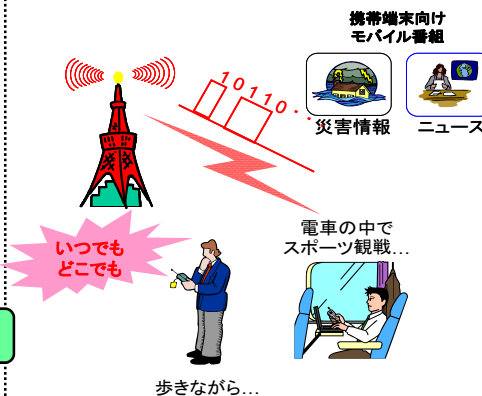 携帯端末向け
モバイル番組
10110‥‥
災害情報
ニュース
電車の中で
スポーツ観戦…
いつでも
どこでも
歩きながら…